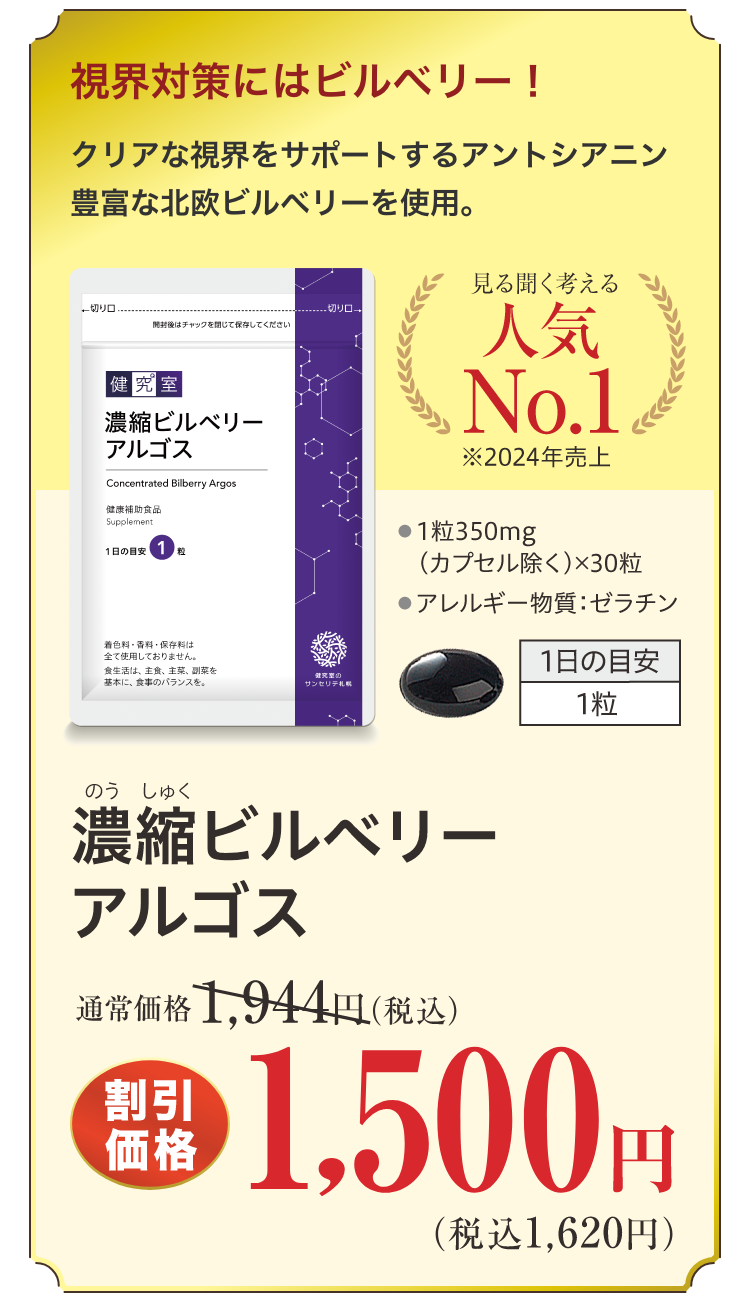 視界対策にはビルベリー！
クリアな視界をサポートするアントシアニン
豊富な北欧ビルベリーを使用。
切り口
切り口
開封後はチャックを閉じて保存してください
健究室
濃縮ビルベリー
アルゴス
Concentrated Bilberry Argos
健康補助食品
Supplement
1日の目安 1 粒
着色料・香料・保存料は
全て使用しておりません。
食生活は、主食、主菜、副菜を
基本に、食事のバランスを。
健究室の
サンセリテ札幌
見る聞く考える
人気
No.1
※2024年売上
●1粒350mg
（カプセル除く）×30粒
●アレルギー物質：ゼラチン
1日の目安
1粒
のう しゅく
濃縮ビルベリー
アルゴス
通常価格1,944円（税込）
割引
価格
1,500円
（税込1,620円）